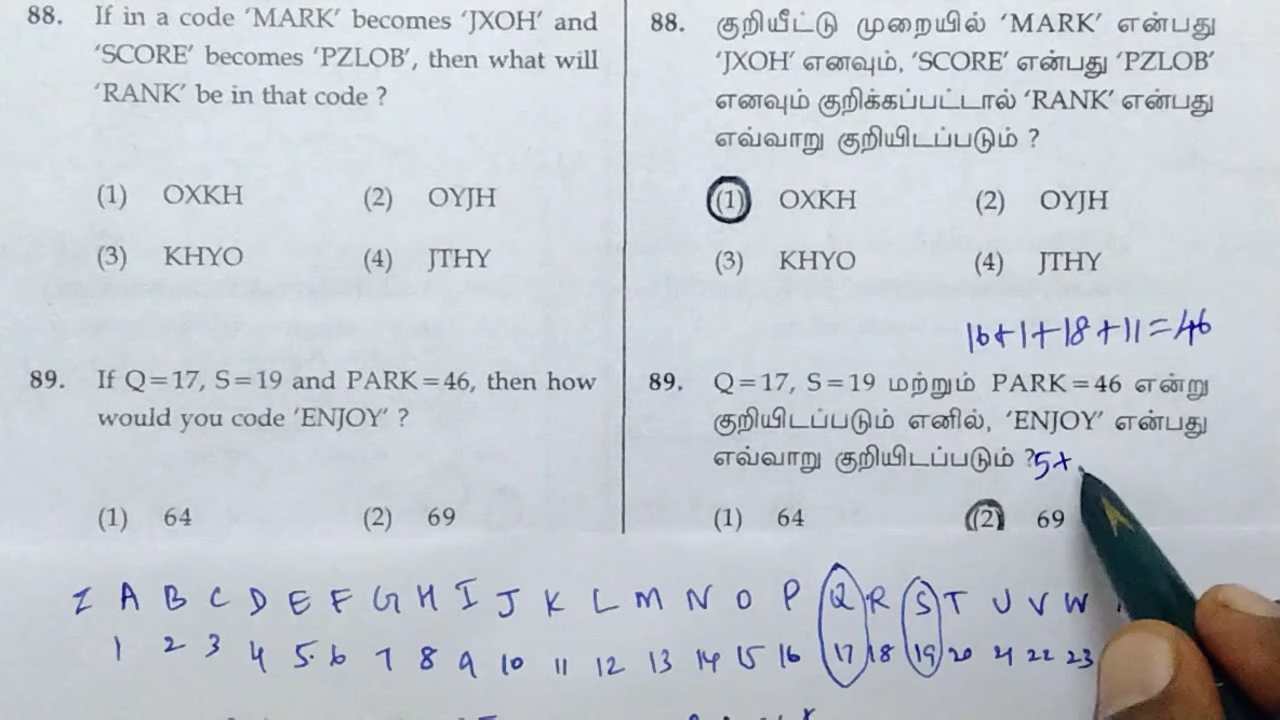 88. If in a code ‘MARK’ becomes ‘JXOH’ and
‘SCORE’ becomes ‘PZLOB’, then what will
‘RANK’ be in that code ?
(1) OXKH (2) OYJH
(3) KHYO (4) JTHY
89. If Q=17, S=19 and PARK=46, then how
would you code ‘ENJOY’ ?
(1) 64 (2) 69
88. குறியீட்டு முறையில் ‘MARK’ என்பது
‘JXOH’ எனவும், ‘SCORE’ என்பது ‘PZLOB’
எனவும் குறிக்கப்பட்டால் ‘RANK’ என்பது
எவ்வாறு குறியிடப்படும் ?
(1) OXKH (2) OYJH
(3) KHYO (4) JTHY
16+1+18+11=46
89. Q=17, S=19 மற்றும் PARK=46 என்று
குறியிடப்படும் எனில், ‘ENJOY’ என்பது
எவ்வாறு குறியிடப்படும் ? 5+
(1) 64 (2) 69
Z A B C D E F G H I J K L M N O P Q R S T U V W
1 2 3 4 5 6 7 8 9 10 11 12 13 14 15 16 17 18 19 20 21 22 23